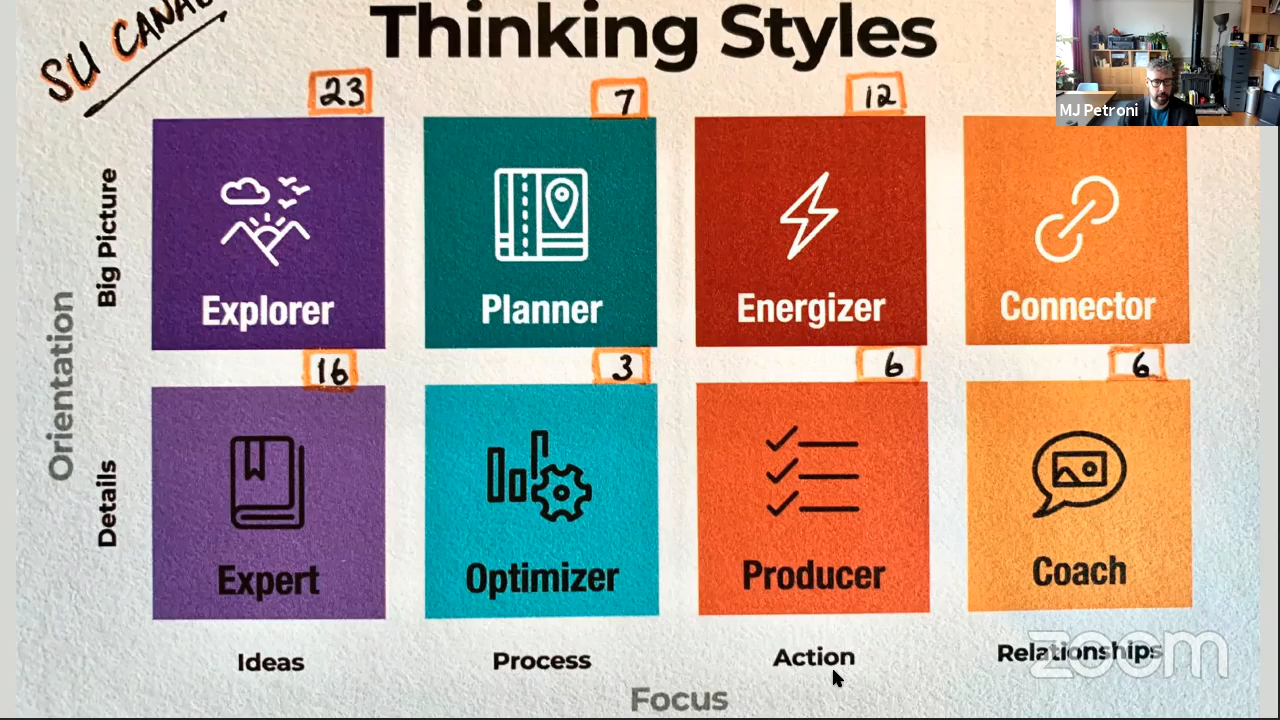 Thinking Styles
SU CANADA
MJ Petroni
23
7
12
Explorer
Planner
Energizer
Connector
16
3
6
6
Expert
Optimizer
Producer
Coach
Big Picture
Details
Orientation
Ideas
Process
Action
Relationships
Focus
zoom